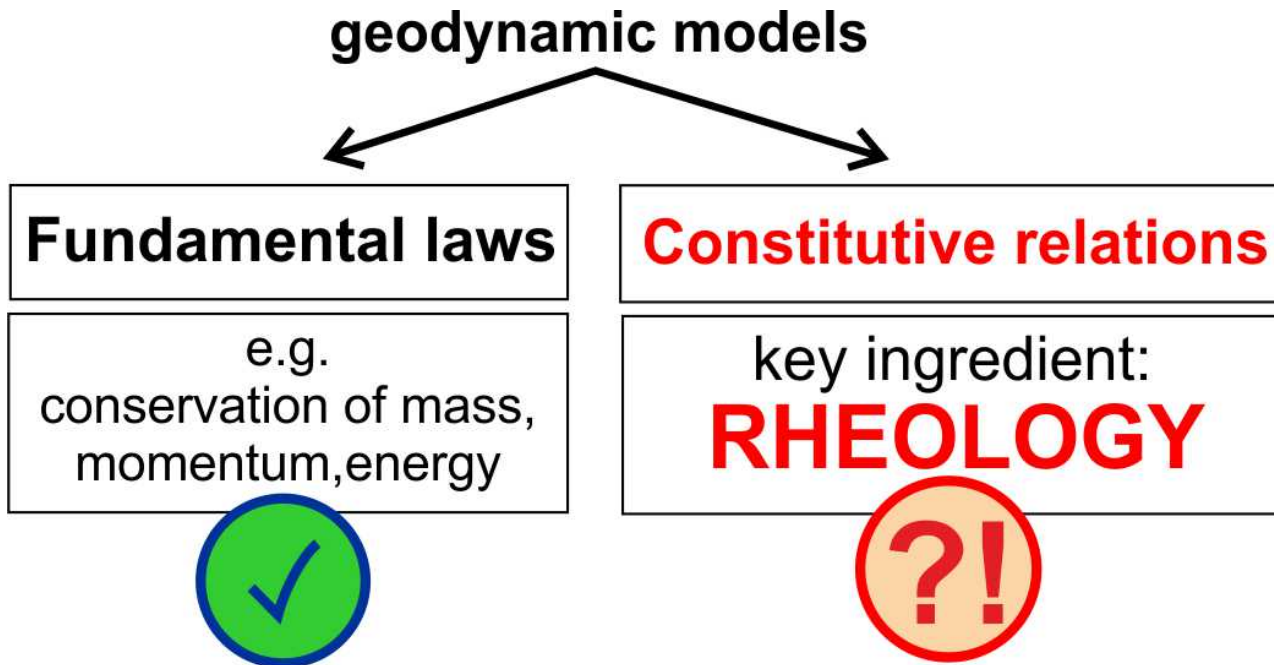 geodynamic models
Fundamental laws
e.g.
conservation of mass,
momentum,energy
Constitutive relations
key ingredient:
RHEOLOGY
?!